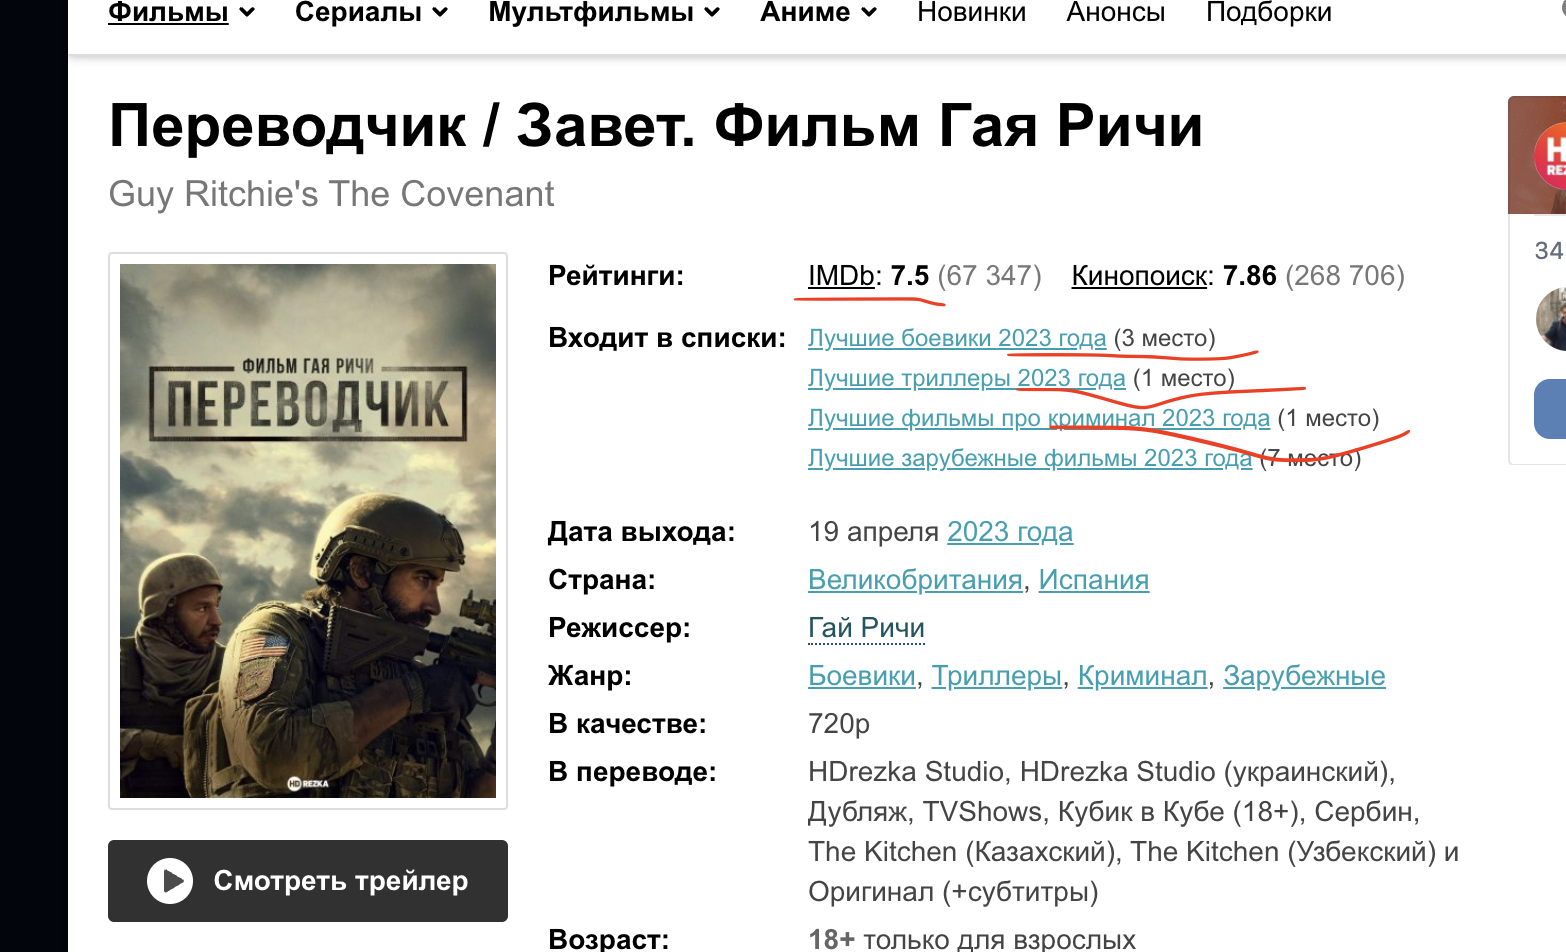 Фильмы Сериалы Мультфильмы Аниме Новинки Анонсы Подборки
Переводчик / Завет. Фильм Гая Ричи
Guy Ritchie's The Covenant
ФИЛЬМ ГАЯ РИЧИ
ПЕРЕВОДЧИК
HD REZKA
Смотреть трейлер
Рейтинги: IMDb: 7.5 (67 347) Кинопоиск: 7.86 (268 706)
Входит в списки: Лучшие боевики 2023 года (3 место)
Лучшие триллеры 2023 года (1 место)
Лучшие фильмы про криминал 2023 года (1 место)
Лучшие зарубежные фильмы 2023 года (7 место)
Дата выхода: 19 апреля 2023 года
Страна: Великобритания, Испания
Режиссер: Гай Ричи
Жанр: Боевики, Триллеры, Криминал, Зарубежные
В качестве: 720p
В переводе: HDrezka Studio, HDrezka Studio (украинский),
Дубляж, TVShows, Кубик в Кубе (18+), Сербин,
The Kitchen (Казахский), The Kitchen (Узбекский) и
Оригинал (+субтитры)
Возраст: 18+ только для взрослых
34